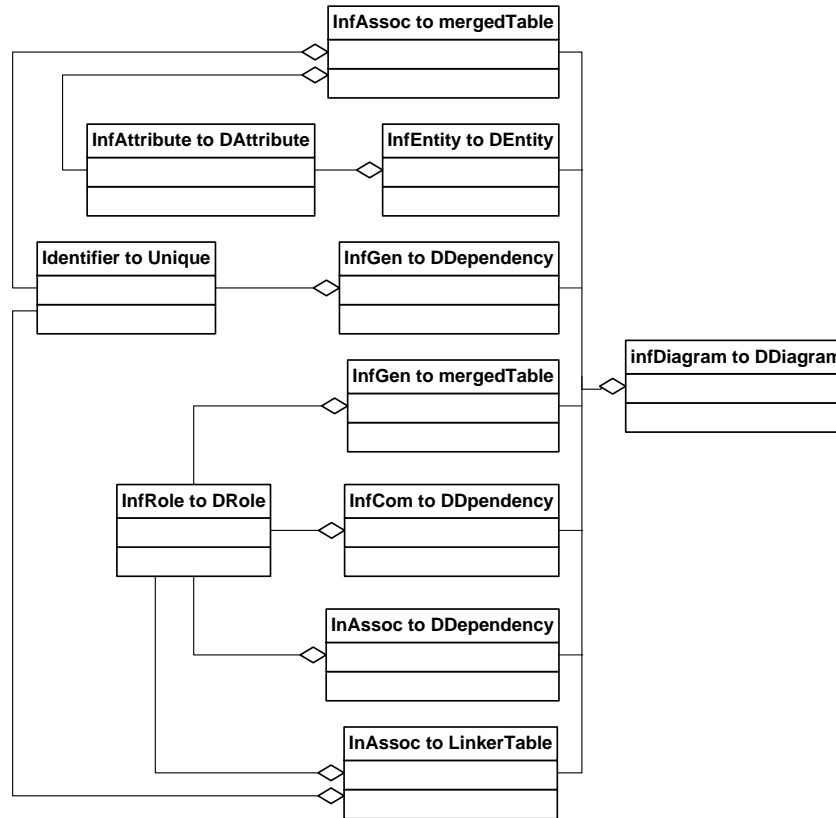 InfAssoc to mergedTable
InfAttribute to DAttribute
InfEntity to DEntity
Identifier to Unique
InfGen to DDependency
infDiagram to DDiagram
InfGen to mergedTable
InfRole to DRole
InfCom to DDpendency
InAssoc to DDependency
InAssoc to LinkerTable